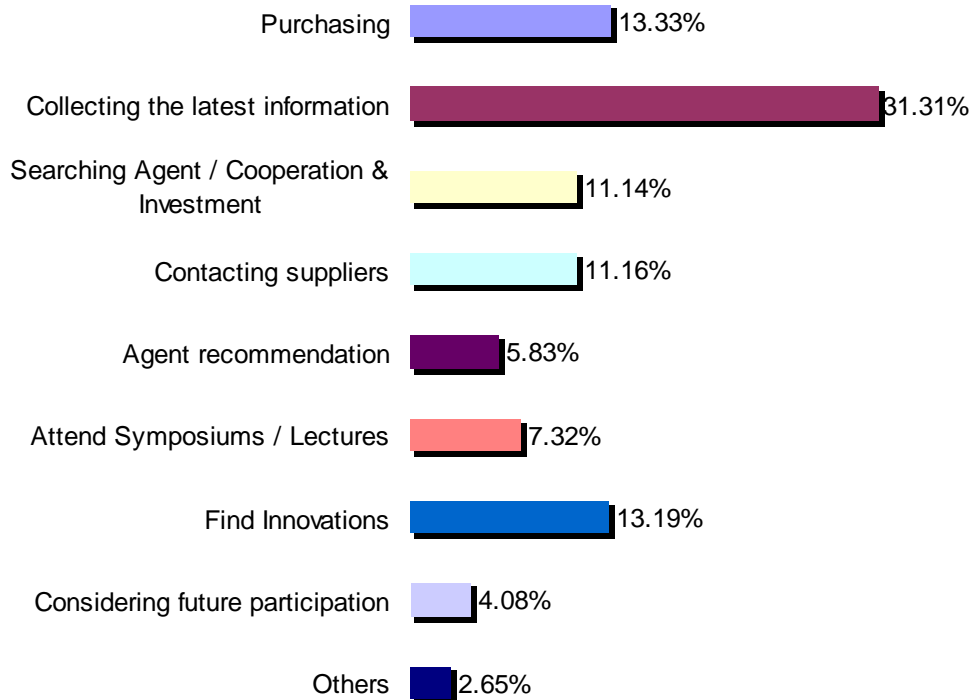 Purchasing 13.33%
Collecting the latest information 31.31%
Searching Agent / Cooperation &
Investment 11.14%
Contacting suppliers 11.16%
Agent recommendation 5.83%
Attend Symposiums / Lectures 7.32%
Find Innovations 13.19%
Considering future participation 4.08%
Others 2.65%